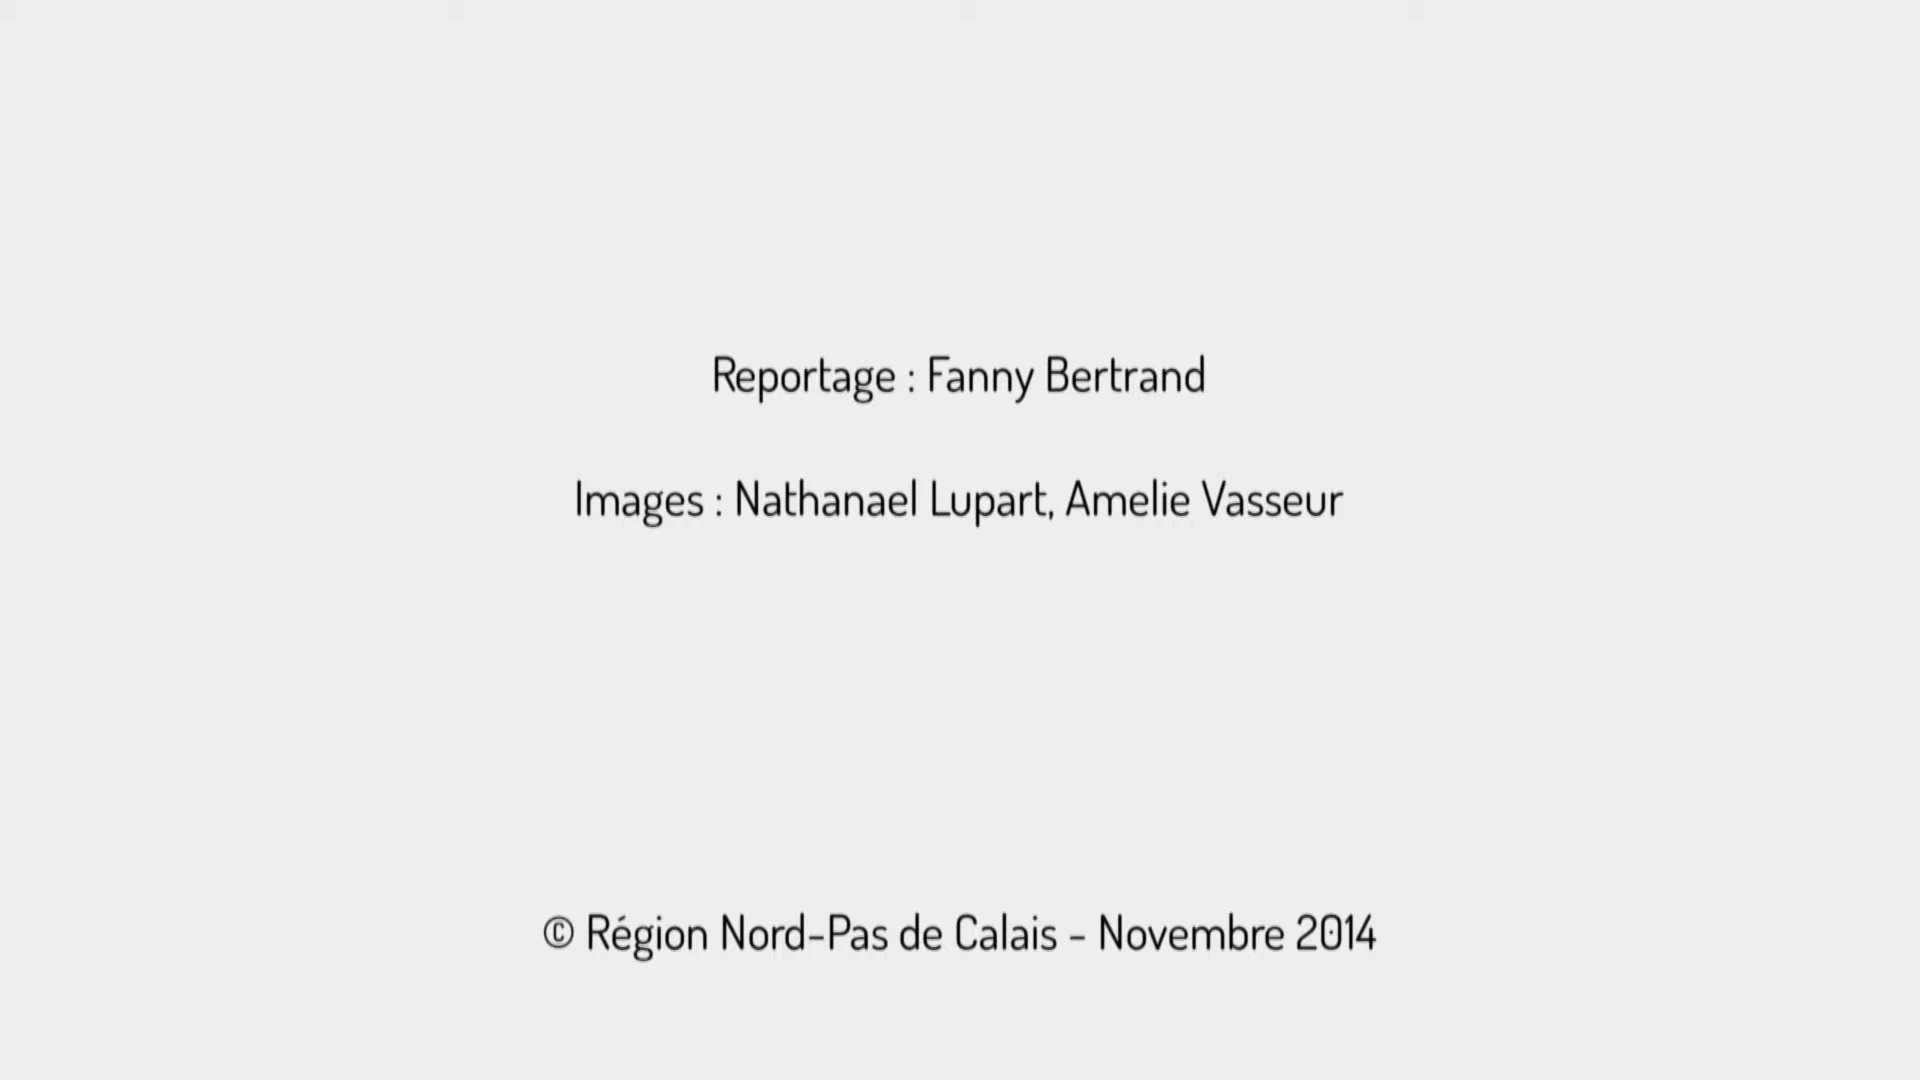 Reportage : Fanny Bertrand
Images : Nathanael Lupart, Amelie Vasseur
© Région Nord-Pas de Calais - Novembre 2014